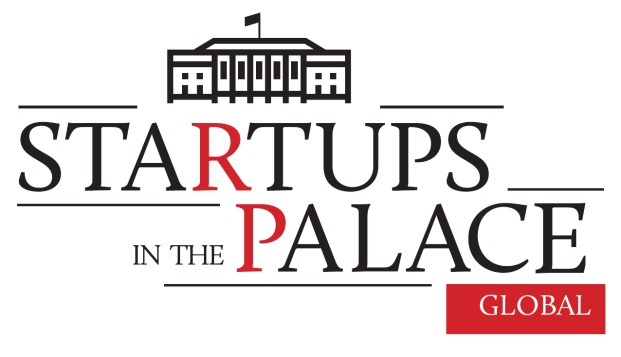 STARTUPS
IN THE PALACE
GLOBAL